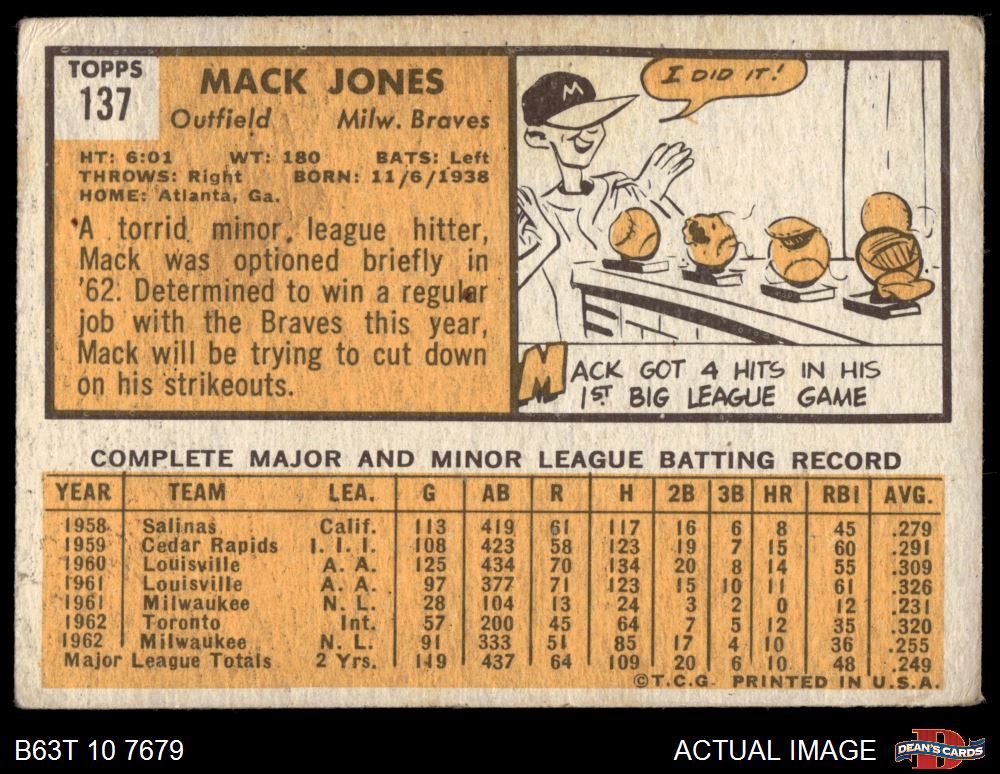 TOPPS
137
MACK JONES
Outfield Milw. Braves
HT: 6:01 WT: 180 BATS: Left
THROWS: Right BORN: 11/6/1938
HOME: Atlanta, Ga.
A torrid minor league hitter,
Mack was optioned briefly in
'62. Determined to win a regular
job with the Braves this year,
Mack will be trying to cut down
on his strikeouts.
I DID IT!
M
MACK GOT 4 HITS IN HIS
1ST BIG LEAGUE GAME
COMPLETE MAJOR AND MINOR LEAGUE BATTING RECORD
YEAR TEAM LEA. G AB R H 2B 3B HR RBI AVG.
1958 Salinas Calif. 113 419 61 117 16 6 8 45 .279
1959 Cedar Rapids I. I. I. 108 423 58 123 19 7 15 60 .291
1960 Louisville A. A. 125 434 70 134 20 8 14 55 .309
1961 Louisville A. A. 97 377 71 123 15 10 11 61 .326
1961 Milwaukee N. L. 28 104 13 24 3 2 0 12 .231
1962 Toronto Int. 57 200 45 64 7 5 12 35 .320
1962 Milwaukee N. L. 91 333 51 85 17 4 10 36 .255
Major League Totals 2 Yrs. 119 437 64 109 20 6 10 48 .249
©T.C.G. PRINTED IN U.S.A.
B63T 10 7679
ACTUAL IMAGE
D
DEAN'S CARDS